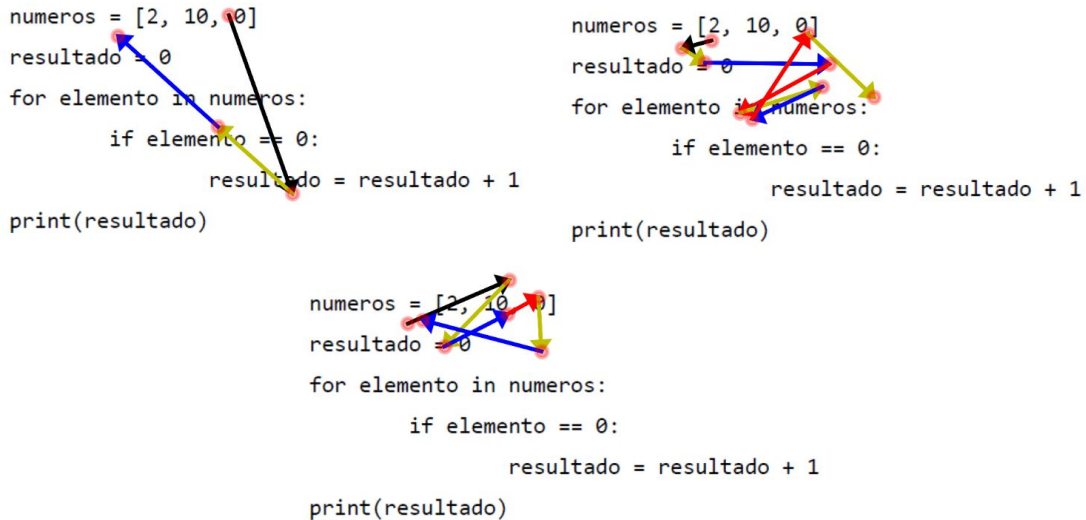 numeros = [2, 10, 0]
resultado = 0
for elemento in numeros:
if elemento == 0:
resultado = resultado + 1
print(resultado)
numeros = [2, 10, 0]
resultado = 0
for elemento in numeros:
if elemento == 0:
resultado = resultado + 1
print(resultado)
numeros = [2, 10, 0]
resultado = 0
for elemento in numeros:
if elemento == 0:
resultado = resultado + 1
print(resultado)